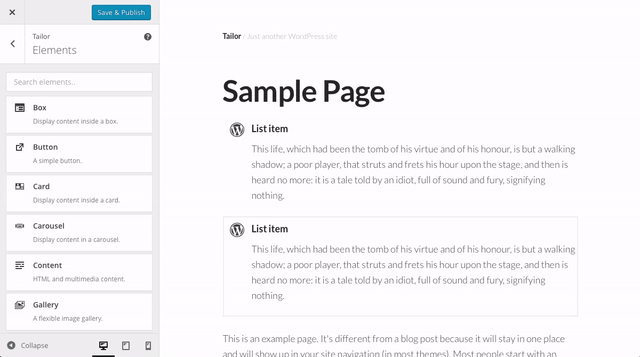 Save & Publish
Tailor
Elements
Search elements..
Box
Display content inside a box.
Button
A simple button.
Card
Display content inside a card.
Carousel
Display content in a carousel.
Content
HTML and multimedia content.
Gallery
A flexible image gallery.
Collapse
Tailor / Just another WordPress site
Sample Page
List item
This life, which had been the tomb of his virtue and of his honour, is but a walking
shadow; a poor player, that struts and frets his hour upon the stage, and then is
heard no more: it is a tale told by an idiot, full of sound and fury, signifying
nothing.
List item
This life, which had been the tomb of his virtue and of his honour, is but a walking
shadow; a poor player, that struts and frets his hour upon the stage, and then is
heard no more: it is a tale told by an idiot, full of sound and fury, signifying
nothing.
This is an example page. It's different from a blog post because it will stay in one place
and will show up in your site navigation (in most themes). Most people start with an